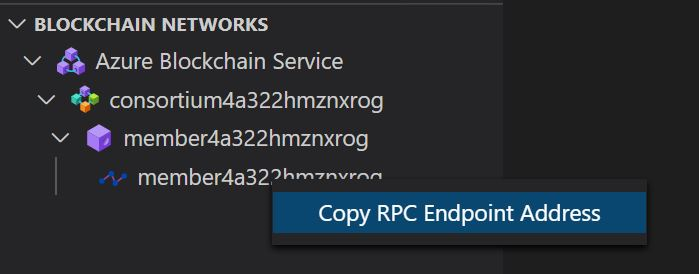 BLOCKCHAIN NETWORKS
Azure Blockchain Service
consortium4a322hmznxrog
member4a322hmznxrog
member4a322hmznxrog
Copy RPC Endpoint Address